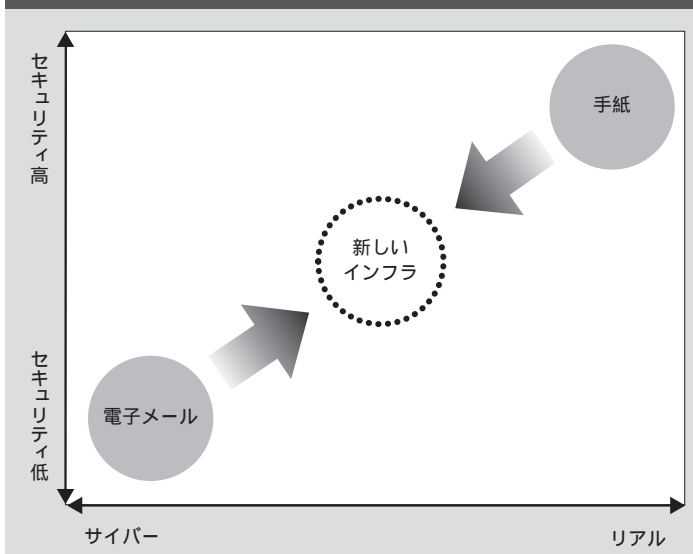 セキュリティ高
手紙
新しい
インフラ
セキュリティ低
電子メール
サイバー
リアル